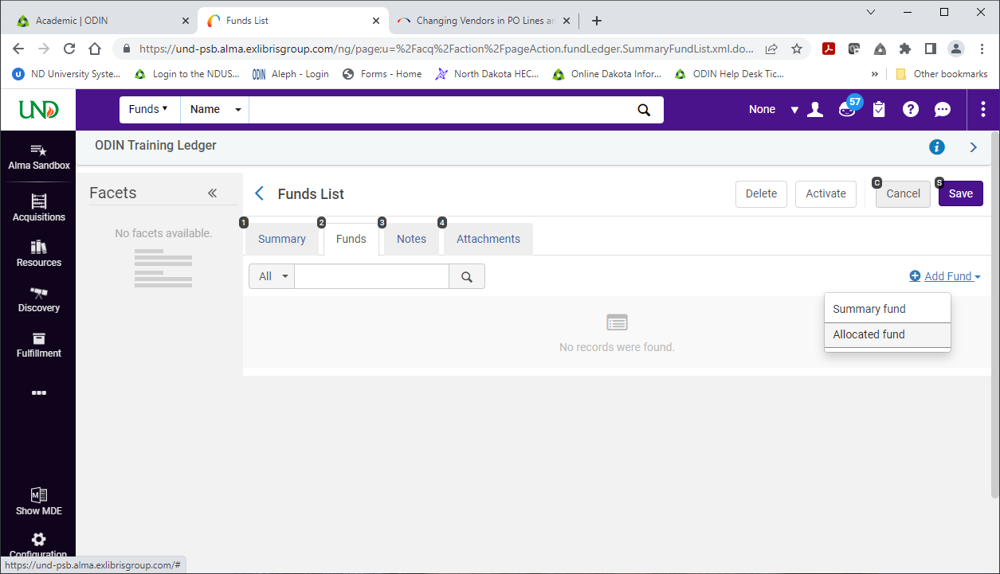 Academic | ODIN
Funds List
Changing Vendors in PO Lines an
https://und-psb.alma.exlibrisgroup.com/ng/page;u=%2Facq%2Faction%2FpageAction.fundLedger.SummaryFundList.xml.do...
ND University Syste...
Login to the NDUS...
ODIN Aleph - Login
Forms - Home
North Dakota HEC...
Online Dakota Infor...
ODIN Help Desk Tic...
»
Other bookmarks
UND
Funds
Name
None
57
ODIN Training Ledger
Alma Sandbox
Acquisitions
Resources
Discovery
Fulfillment
Show MDE
Configuration
Facets
No facets available.
Funds List
Delete
Activate
C
Cancel
S
Save
1
Summary
2
Funds
3
Notes
4
Attachments
All
Add Fund
Summary fund
Allocated fund
No records were found.
https://und-psb.alma.exlibrisgroup.com/#